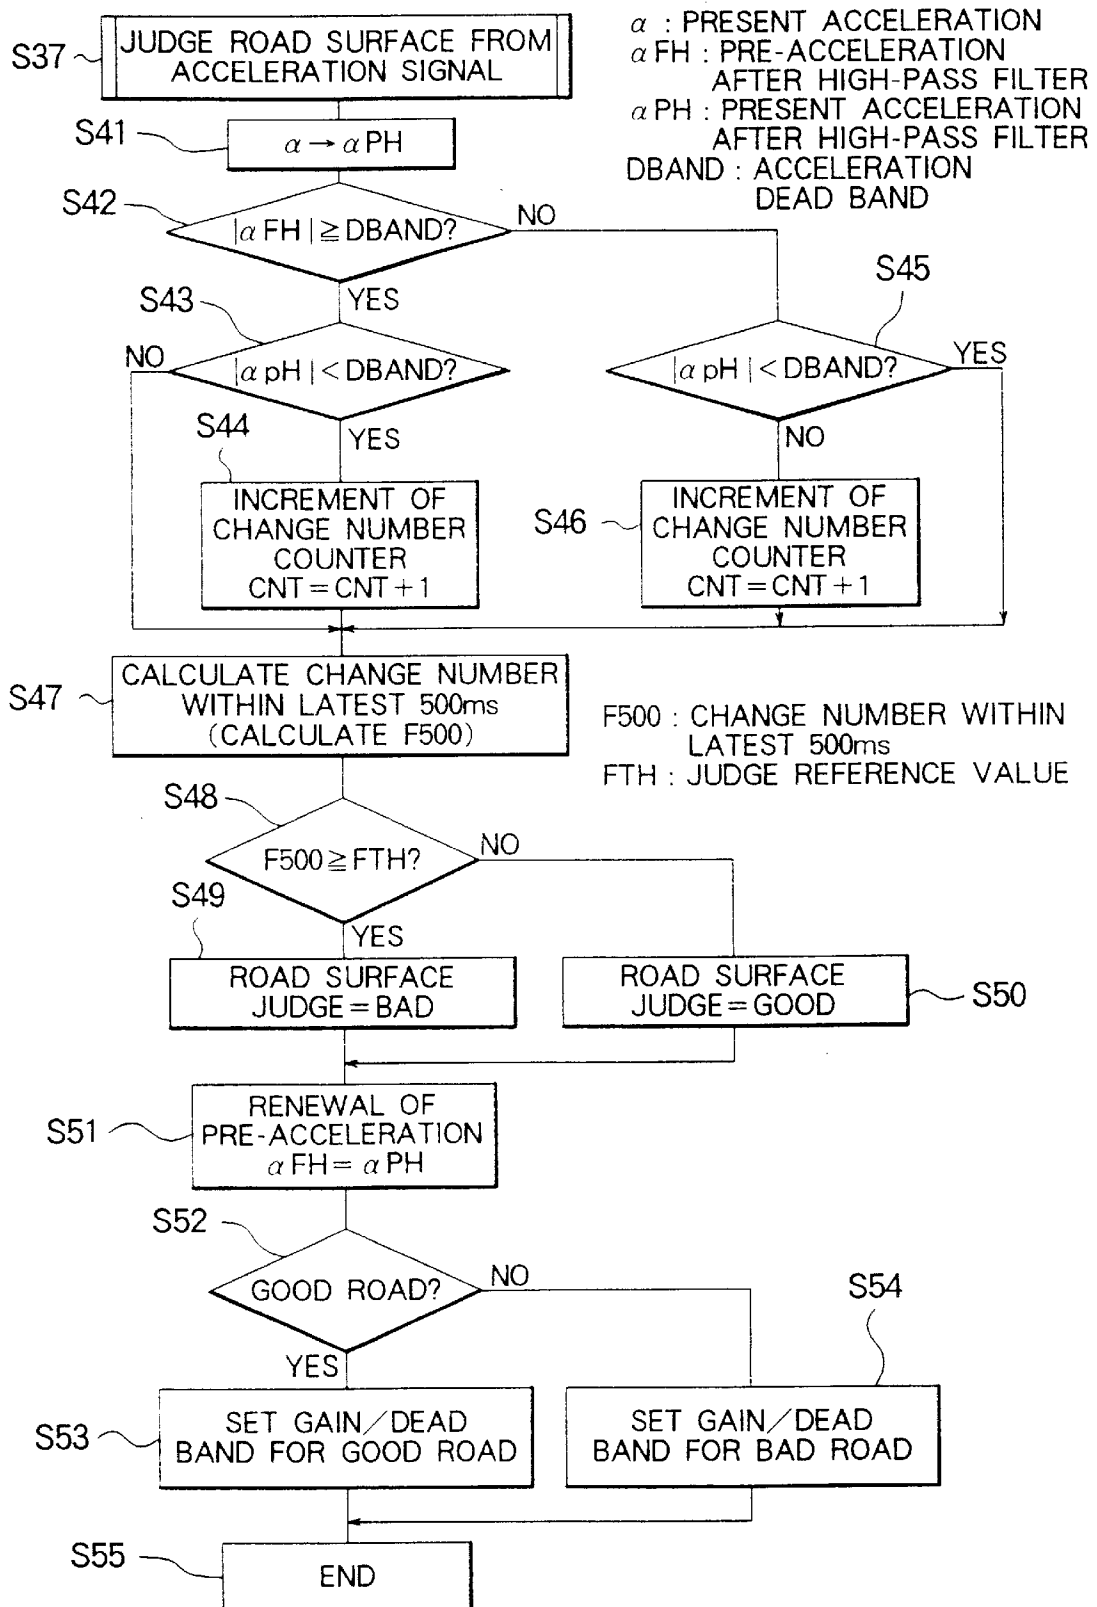 S37
JUDGE ROAD SURFACE FROM
ACCELERATION SIGNAL
α : PRESENT ACCELERATION
α FH : PRE-ACCELERATION
AFTER HIGH-PASS FILTER
α PH : PRESENT ACCELERATION
AFTER HIGH-PASS FILTER
DBAND : ACCELERATION
DEAD BAND
S41
α → α PH
S42
|α FH| ≧ DBAND?
NO
YES
S43
NO
|α pH| < DBAND?
YES
S45
|α pH| < DBAND?
YES
NO
S44
INCREMENT OF
CHANGE NUMBER
COUNTER
CNT = CNT + 1
S46
INCREMENT OF
CHANGE NUMBER
COUNTER
CNT = CNT + 1
S47
CALCULATE CHANGE NUMBER
WITHIN LATEST 500ms
(CALCULATE F500)
F500 : CHANGE NUMBER WITHIN
LATEST 500ms
FTH : JUDGE REFERENCE VALUE
S48
F500 ≧ FTH?
NO
YES
S49
ROAD SURFACE
JUDGE = BAD
ROAD SURFACE
JUDGE = GOOD
S50
S51
RENEWAL OF
PRE-ACCELERATION
α FH = α PH
S52
GOOD ROAD?
NO
YES
S53
SET GAIN/DEAD
BAND FOR GOOD ROAD
S54
SET GAIN/DEAD
BAND FOR BAD ROAD
S55
END